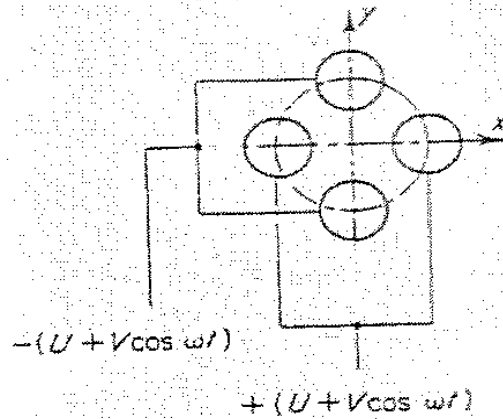 y
x
-(U + V cos ωt)
+ (U + V cos ωt)